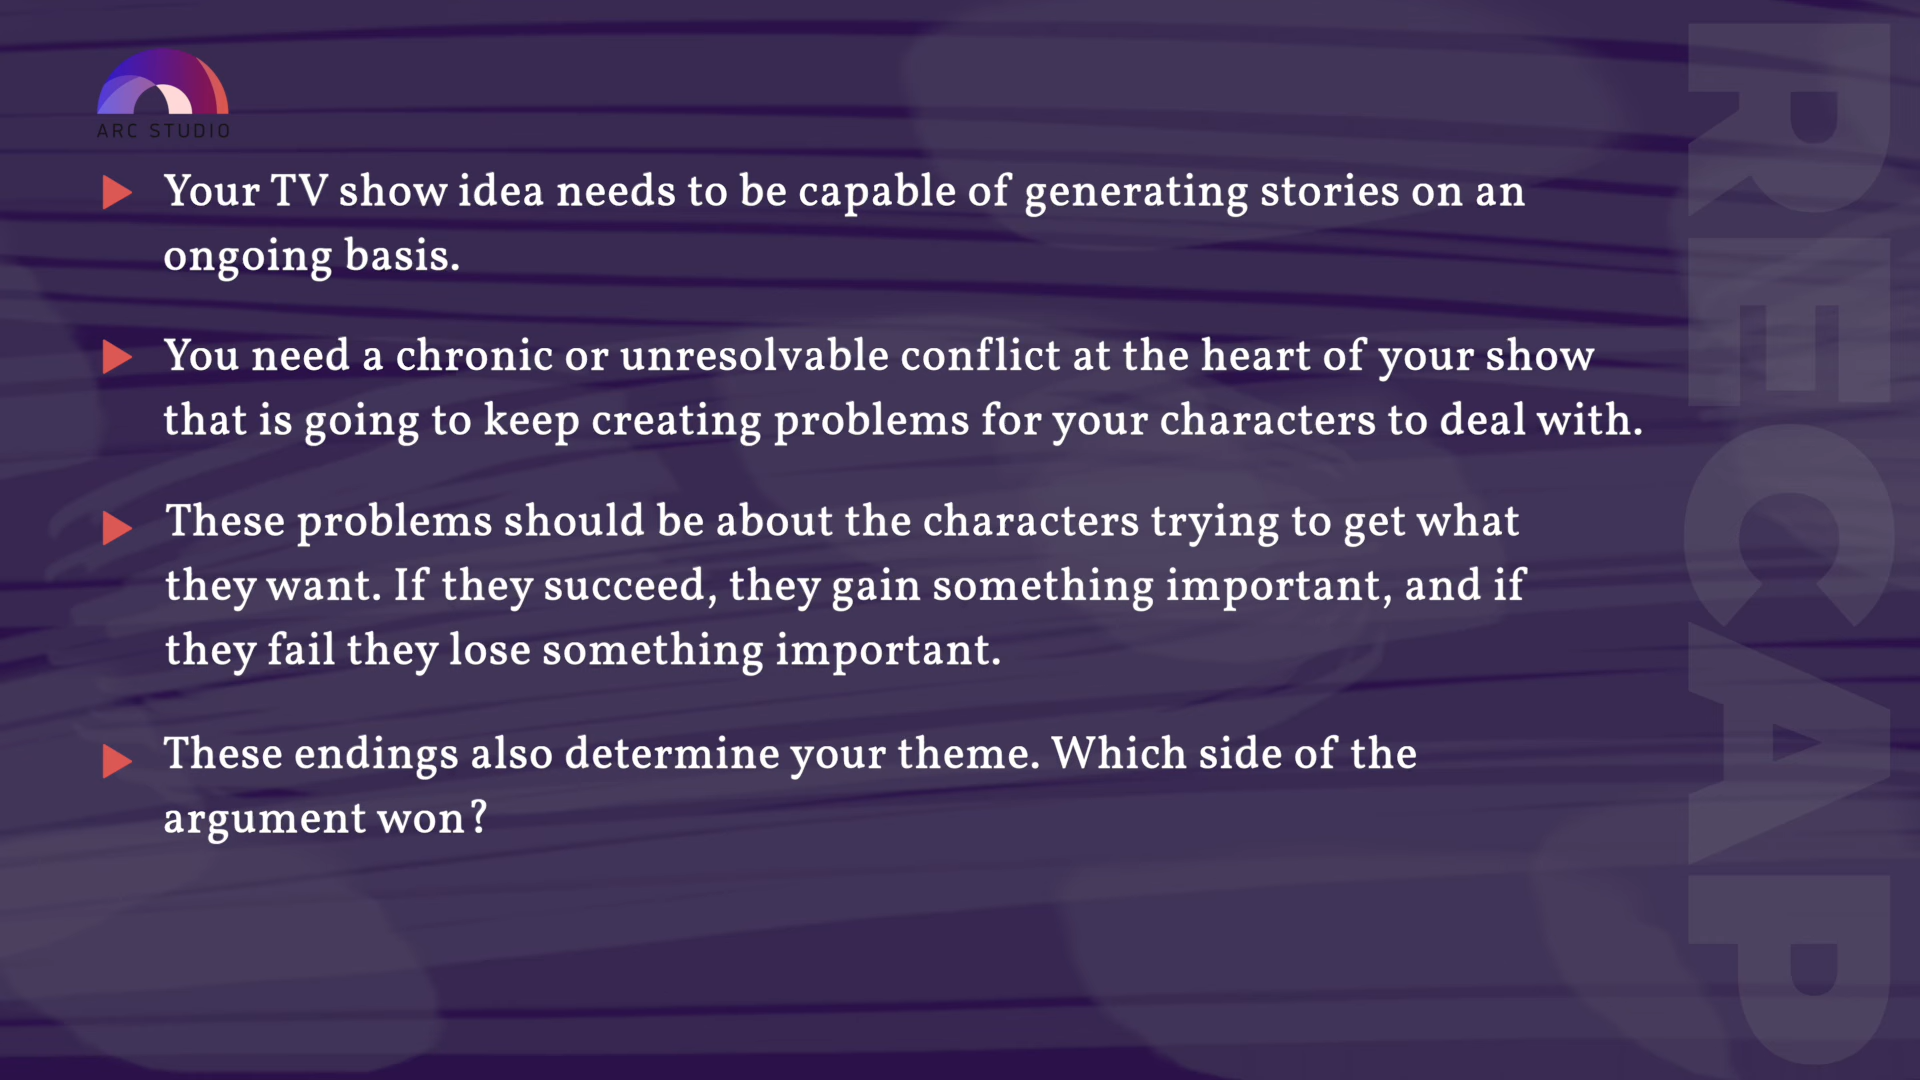 ARC STUDIO
Your TV show idea needs to be capable of generating stories on an
ongoing basis.
You need a chronic or unresolvable conflict at the heart of your show
that is going to keep creating problems for your characters to deal with.
These problems should be about the characters trying to get what
they want. If they succeed, they gain something important, and if
they fail they lose something important.
These endings also determine your theme. Which side of the
argument won?
RECAP